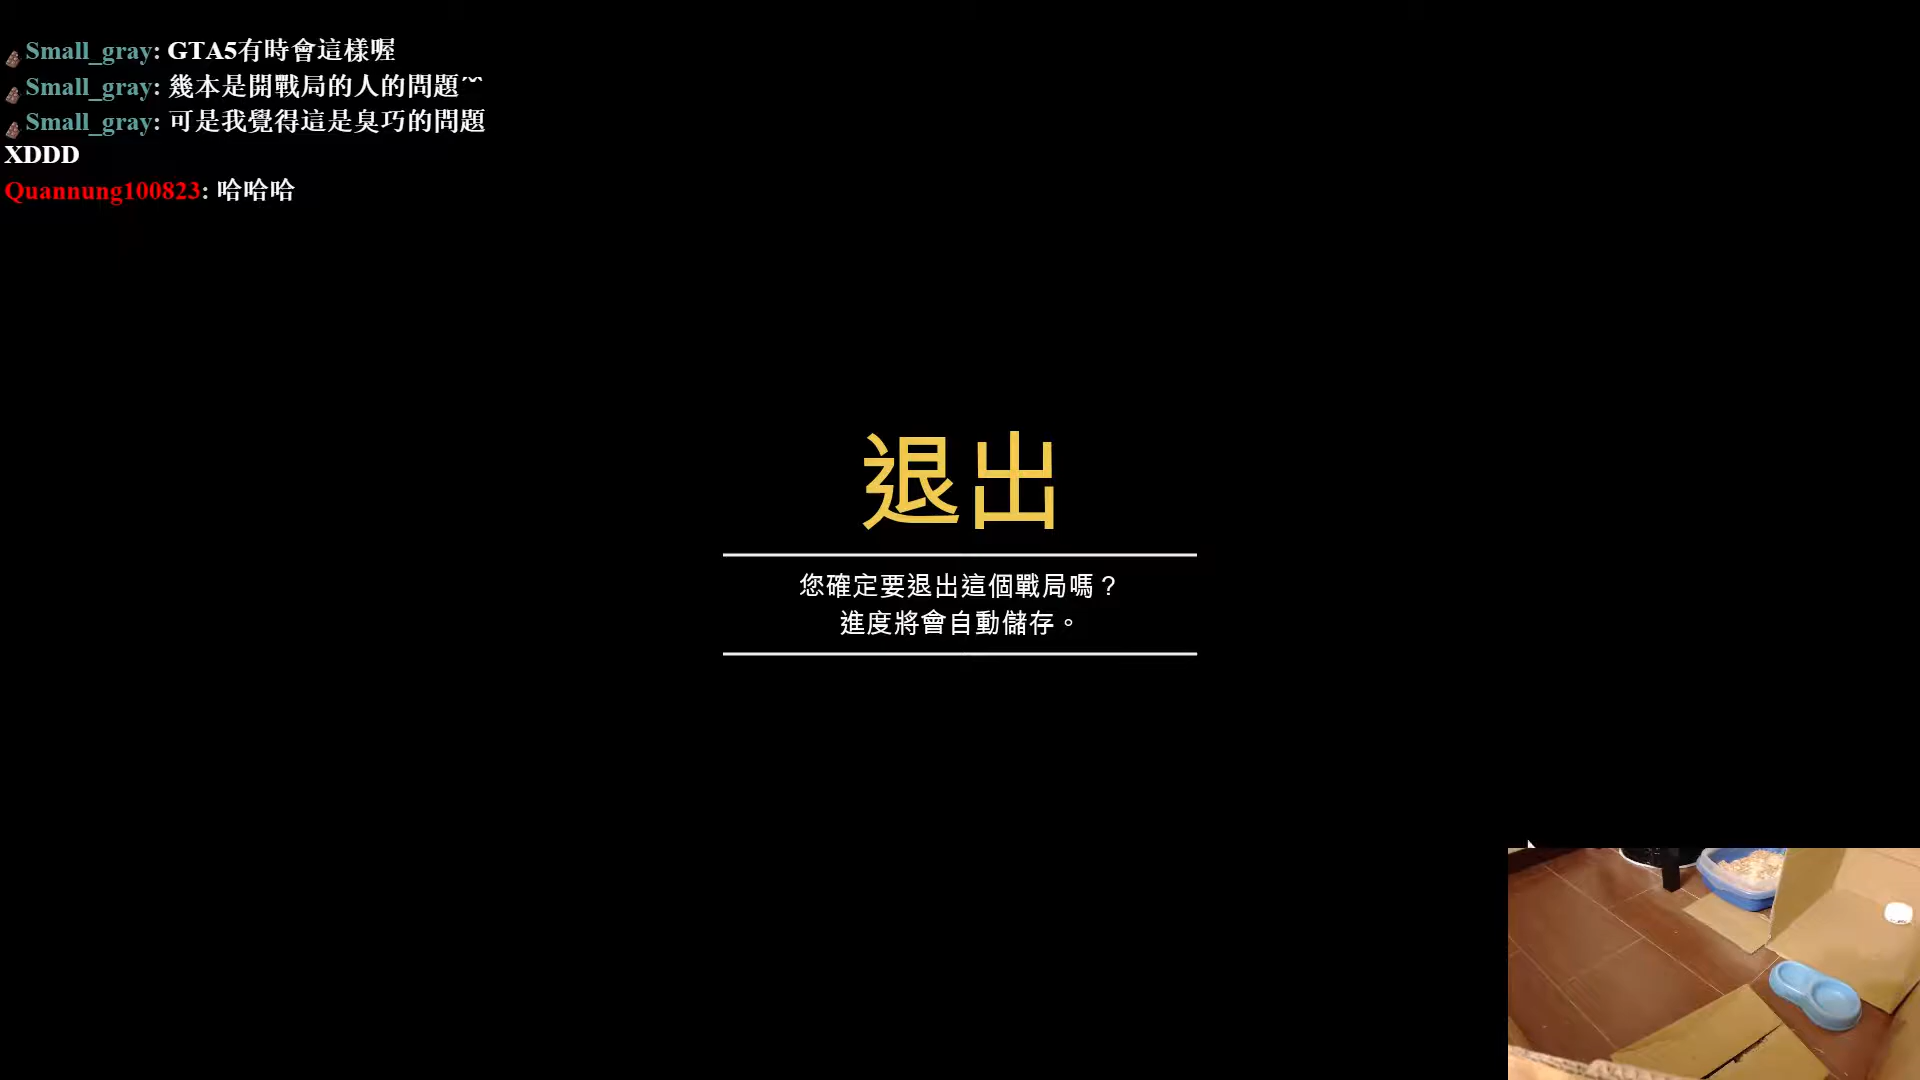 Small_gray: GTA5有時會這樣喔
Small_gray: 幾本是開戰局的人的問題^^
Small_gray: 可是我覺得這是臭巧的問題
XDDD
Quannung100823: 哈哈哈
退出
您確定要退出這個戰局嗎？
進度將會自動儲存。